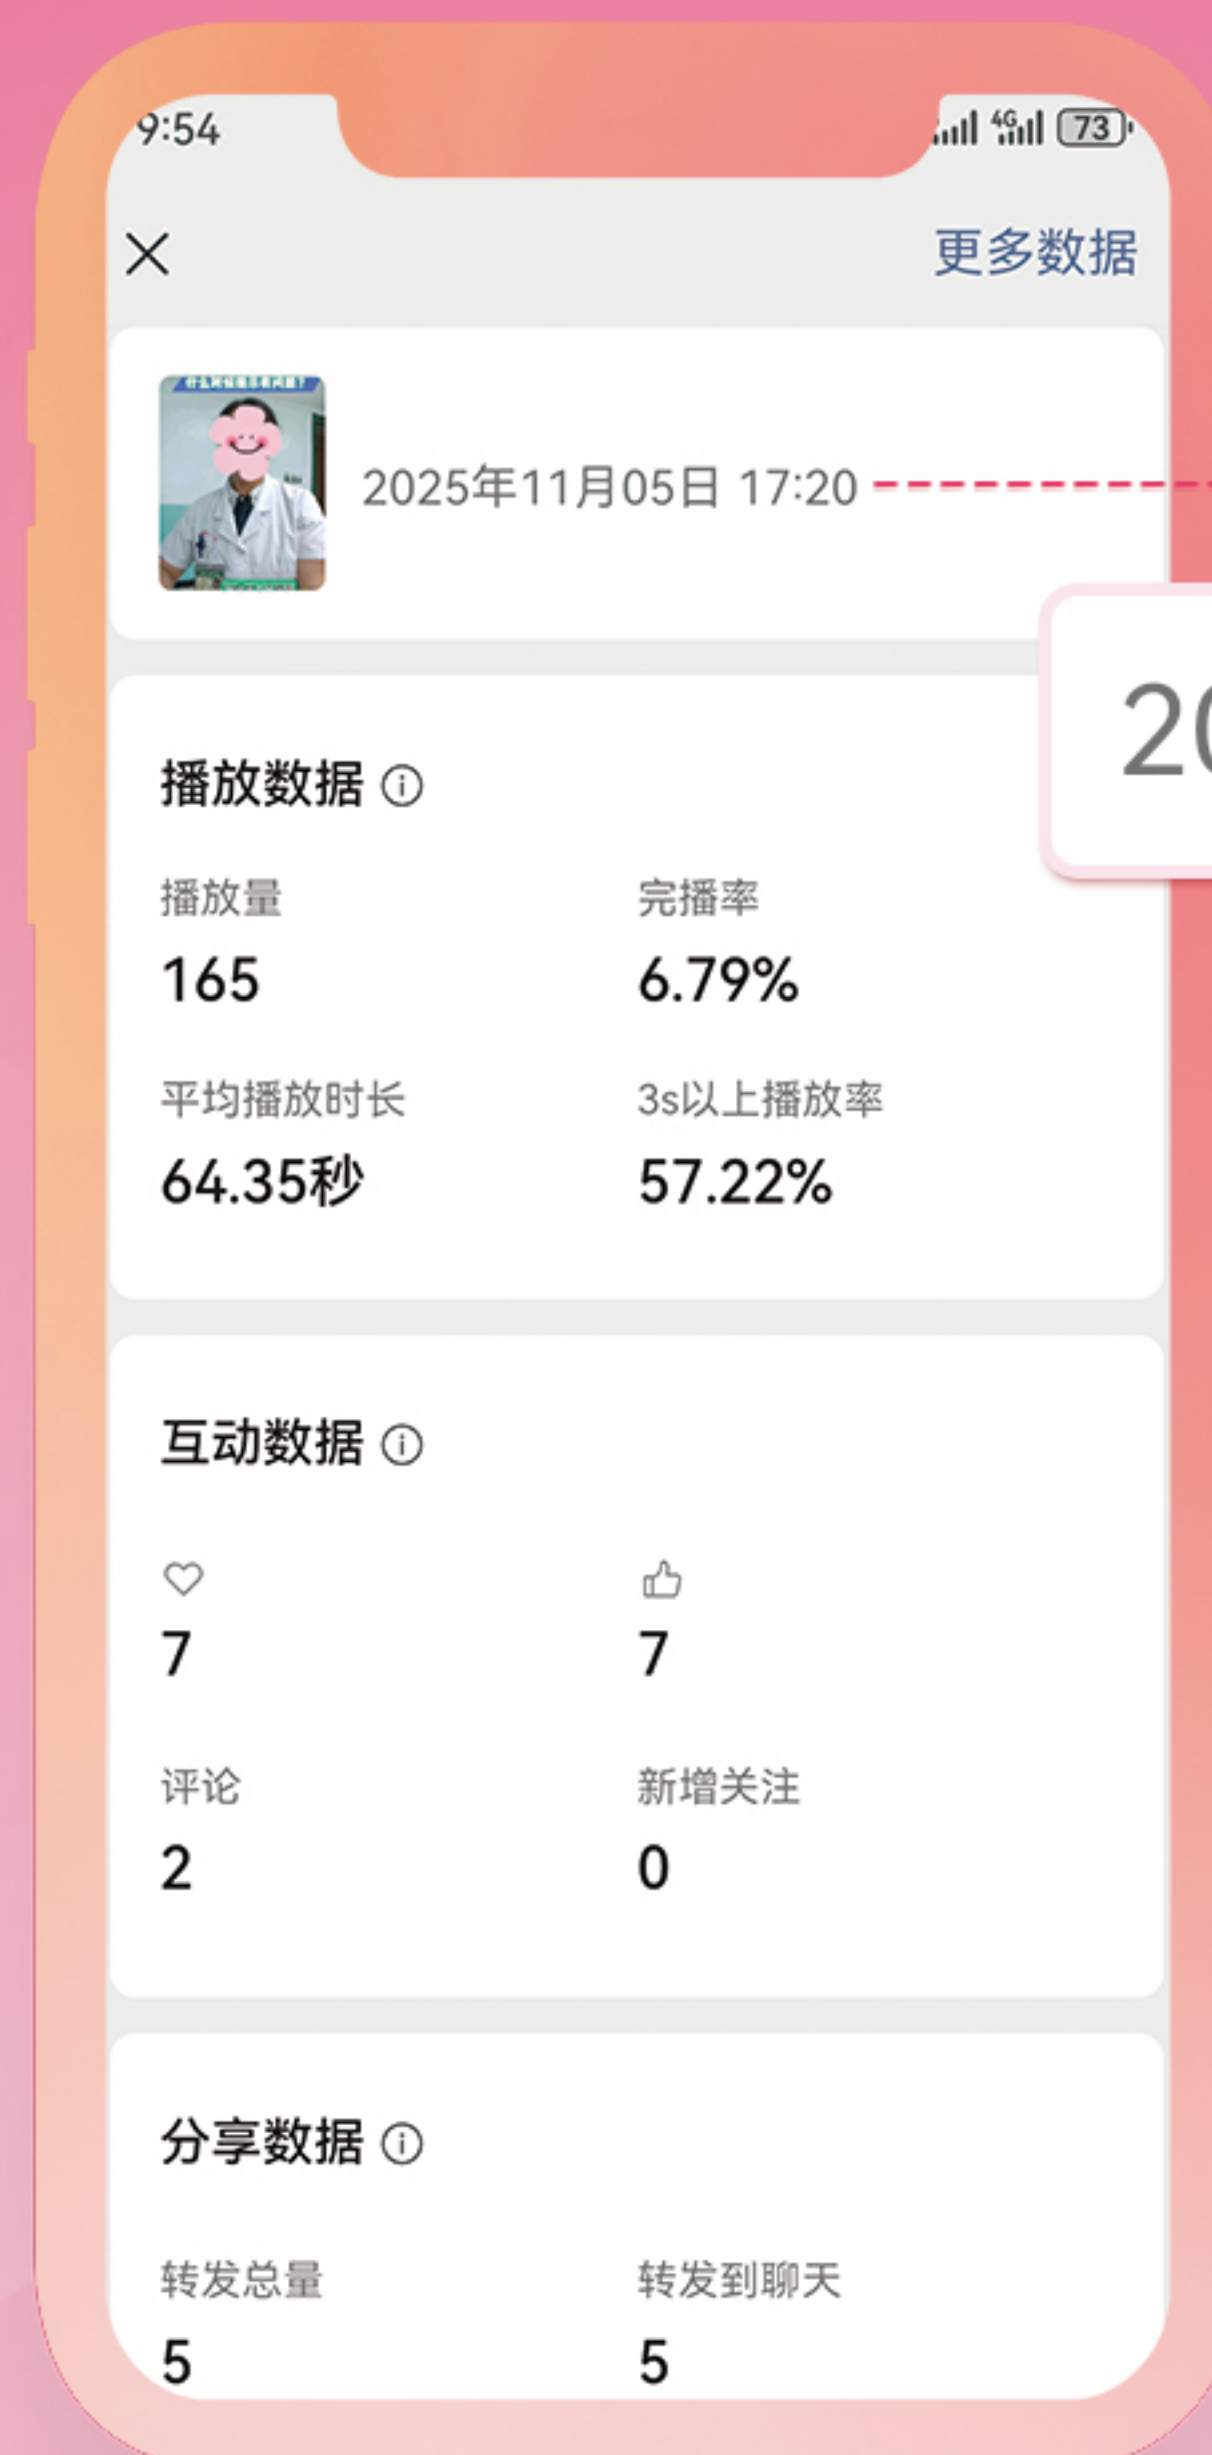 9:54
4G 73
更多数据
2025年11月05日 17:20
20
播放数据
播放量
完播率
165
6.79%
平均播放时长
3s以上播放率
64.35秒
57.22%
互动数据
7
7
评论
新增关注
2
0
分享数据
转发总量
转发到聊天
5
5